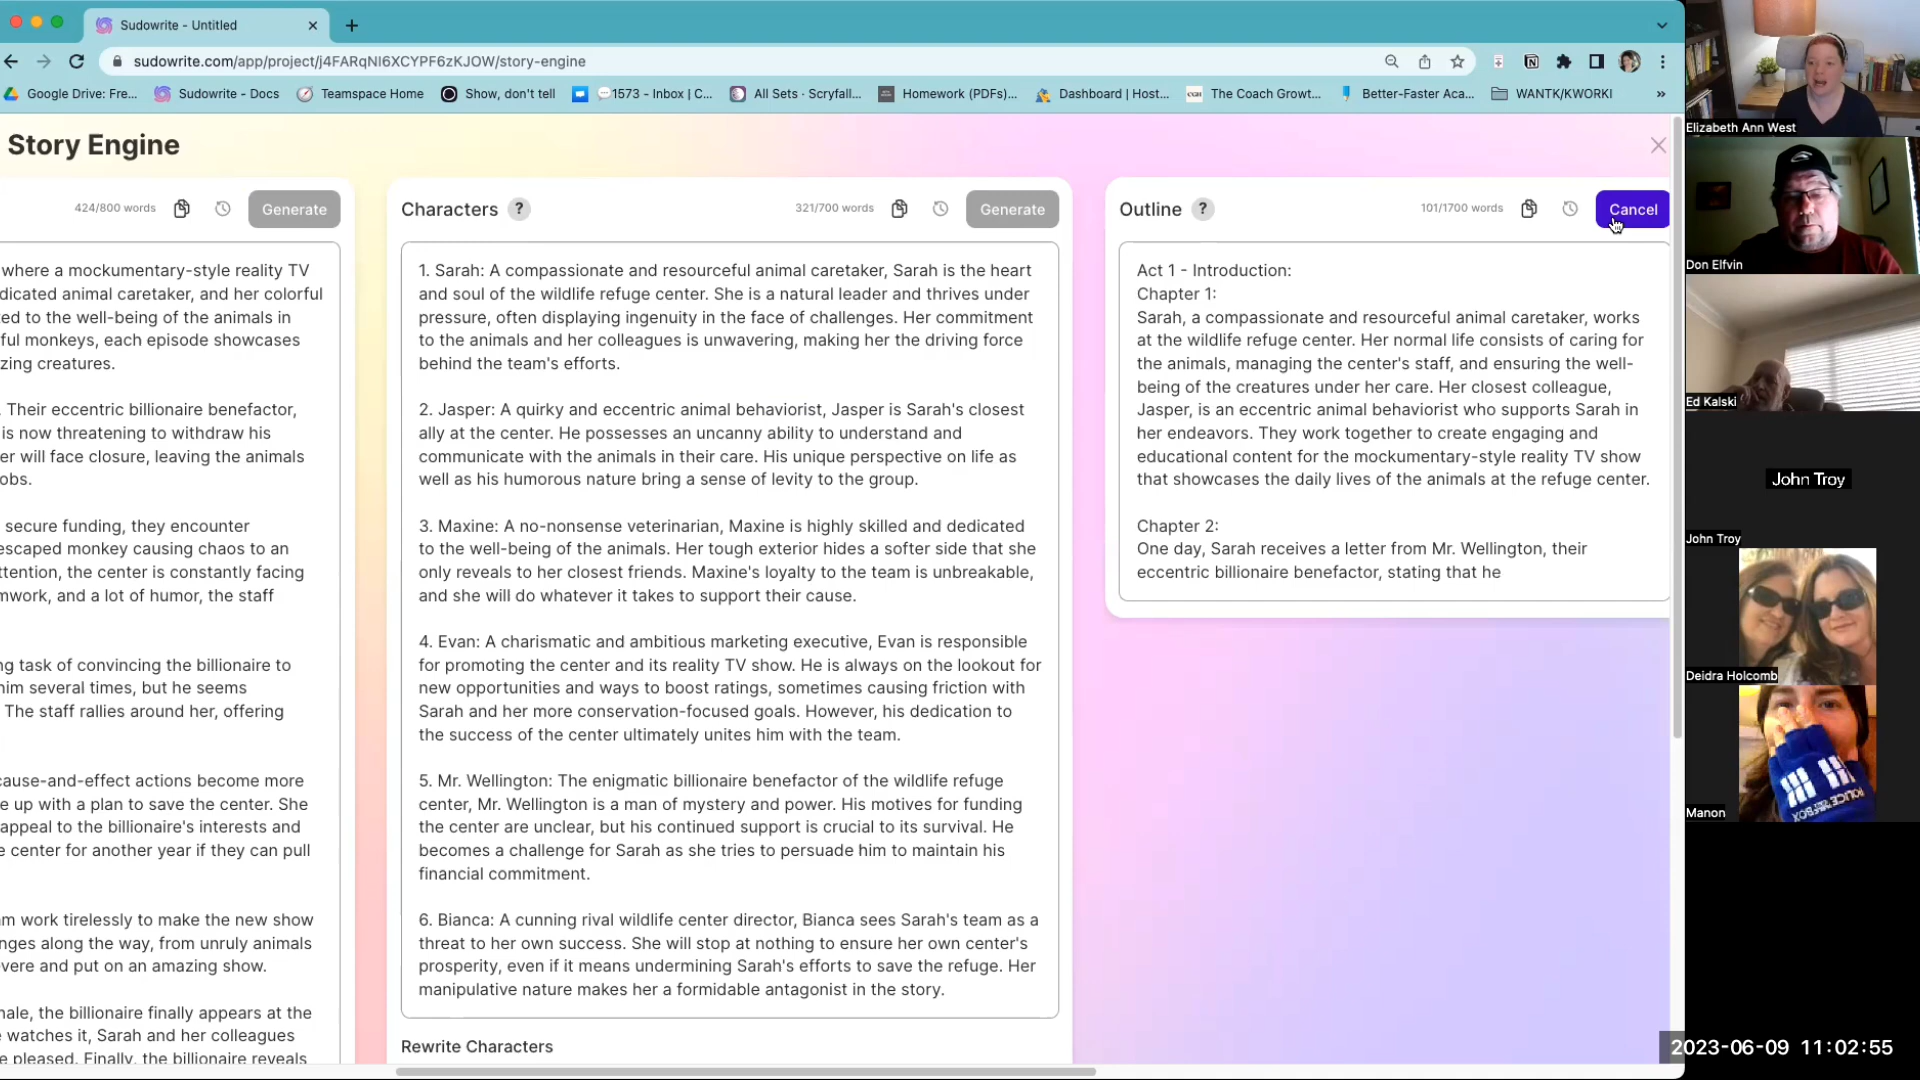 Sudowrite - Untitled
sudowrite.com/app/project/j4FARqNI6XCYPF6zKJOW/story-engine
Google Drive: Fre...
Sudowrite - Docs
Teamspace Home
Show, don't tell
1573 - Inbox | C...
All Sets · Scryfall...
Homework (PDFs)...
Dashboard | Host...
The Coach Growt...
Better-Faster Aca...
WANTK/KWORKI
Story Engine
424/800 words
Generate
where a mockumentary-style reality TV
dicated animal caretaker, and her colorful
ted to the well-being of the animals in
ful monkeys, each episode showcases
zing creatures.
Their eccentric billionaire benefactor,
is now threatening to withdraw his
er will face closure, leaving the animals
obs.
secure funding, they encounter
escaped monkey causing chaos to an
ttention, the center is constantly facing
mwork, and a lot of humor, the staff
ng task of convincing the billionaire to
him several times, but he seems
The staff rallies around her, offering
cause-and-effect actions become more
e up with a plan to save the center. She
appeal to the billionaire's interests and
e center for another year if they can pull
am work tirelessly to make the new show
nges along the way, from unruly animals
vere and put on an amazing show.
nale, the billionaire finally appears at the
e watches it, Sarah and her colleagues
e pleased. Finally, the billionaire reveals
Characters ?
321/700 words
Generate
1. Sarah: A compassionate and resourceful animal caretaker, Sarah is the heart
and soul of the wildlife refuge center. She is a natural leader and thrives under
pressure, often displaying ingenuity in the face of challenges. Her commitment
to the animals and her colleagues is unwavering, making her the driving force
behind the team's efforts.
2. Jasper: A quirky and eccentric animal behaviorist, Jasper is Sarah's closest
ally at the center. He possesses an uncanny ability to understand and
communicate with the animals in their care. His unique perspective on life as
well as his humorous nature bring a sense of levity to the group.
3. Maxine: A no-nonsense veterinarian, Maxine is highly skilled and dedicated
to the well-being of the animals. Her tough exterior hides a softer side that she
only reveals to her closest friends. Maxine's loyalty to the team is unbreakable,
and she will do whatever it takes to support their cause.
4. Evan: A charismatic and ambitious marketing executive, Evan is responsible
for promoting the center and its reality TV show. He is always on the lookout for
new opportunities and ways to boost ratings, sometimes causing friction with
Sarah and her more conservation-focused goals. However, his dedication to
the success of the center ultimately unites him with the team.
5. Mr. Wellington: The enigmatic billionaire benefactor of the wildlife refuge
center, Mr. Wellington is a man of mystery and power. His motives for funding
the center are unclear, but his continued support is crucial to its survival. He
becomes a challenge for Sarah as she tries to persuade him to maintain his
financial commitment.
6. Bianca: A cunning rival wildlife center director, Bianca sees Sarah's team as a
threat to her own success. She will stop at nothing to ensure her own center's
prosperity, even if it means undermining Sarah's efforts to save the refuge. Her
manipulative nature makes her a formidable antagonist in the story.
Rewrite Characters
Outline ?
101/1700 words
Cancel
Act 1 - Introduction:
Chapter 1:
Sarah, a compassionate and resourceful animal caretaker, works
at the wildlife refuge center. Her normal life consists of caring for
the animals, managing the center's staff, and ensuring the well-
being of the creatures under her care. Her closest colleague,
Jasper, is an eccentric animal behaviorist who supports Sarah in
her endeavors. They work together to create engaging and
educational content for the mockumentary-style reality TV show
that showcases the daily lives of the animals at the refuge center.
Chapter 2:
One day, Sarah receives a letter from Mr. Wellington, their
eccentric billionaire benefactor, stating that he
Elizabeth Ann West
Don Elfvin
Ed Kalski
John Troy
John Troy
Deidra Holcomb
POLICE BOX
Manon
2023-06-09 11:02:55